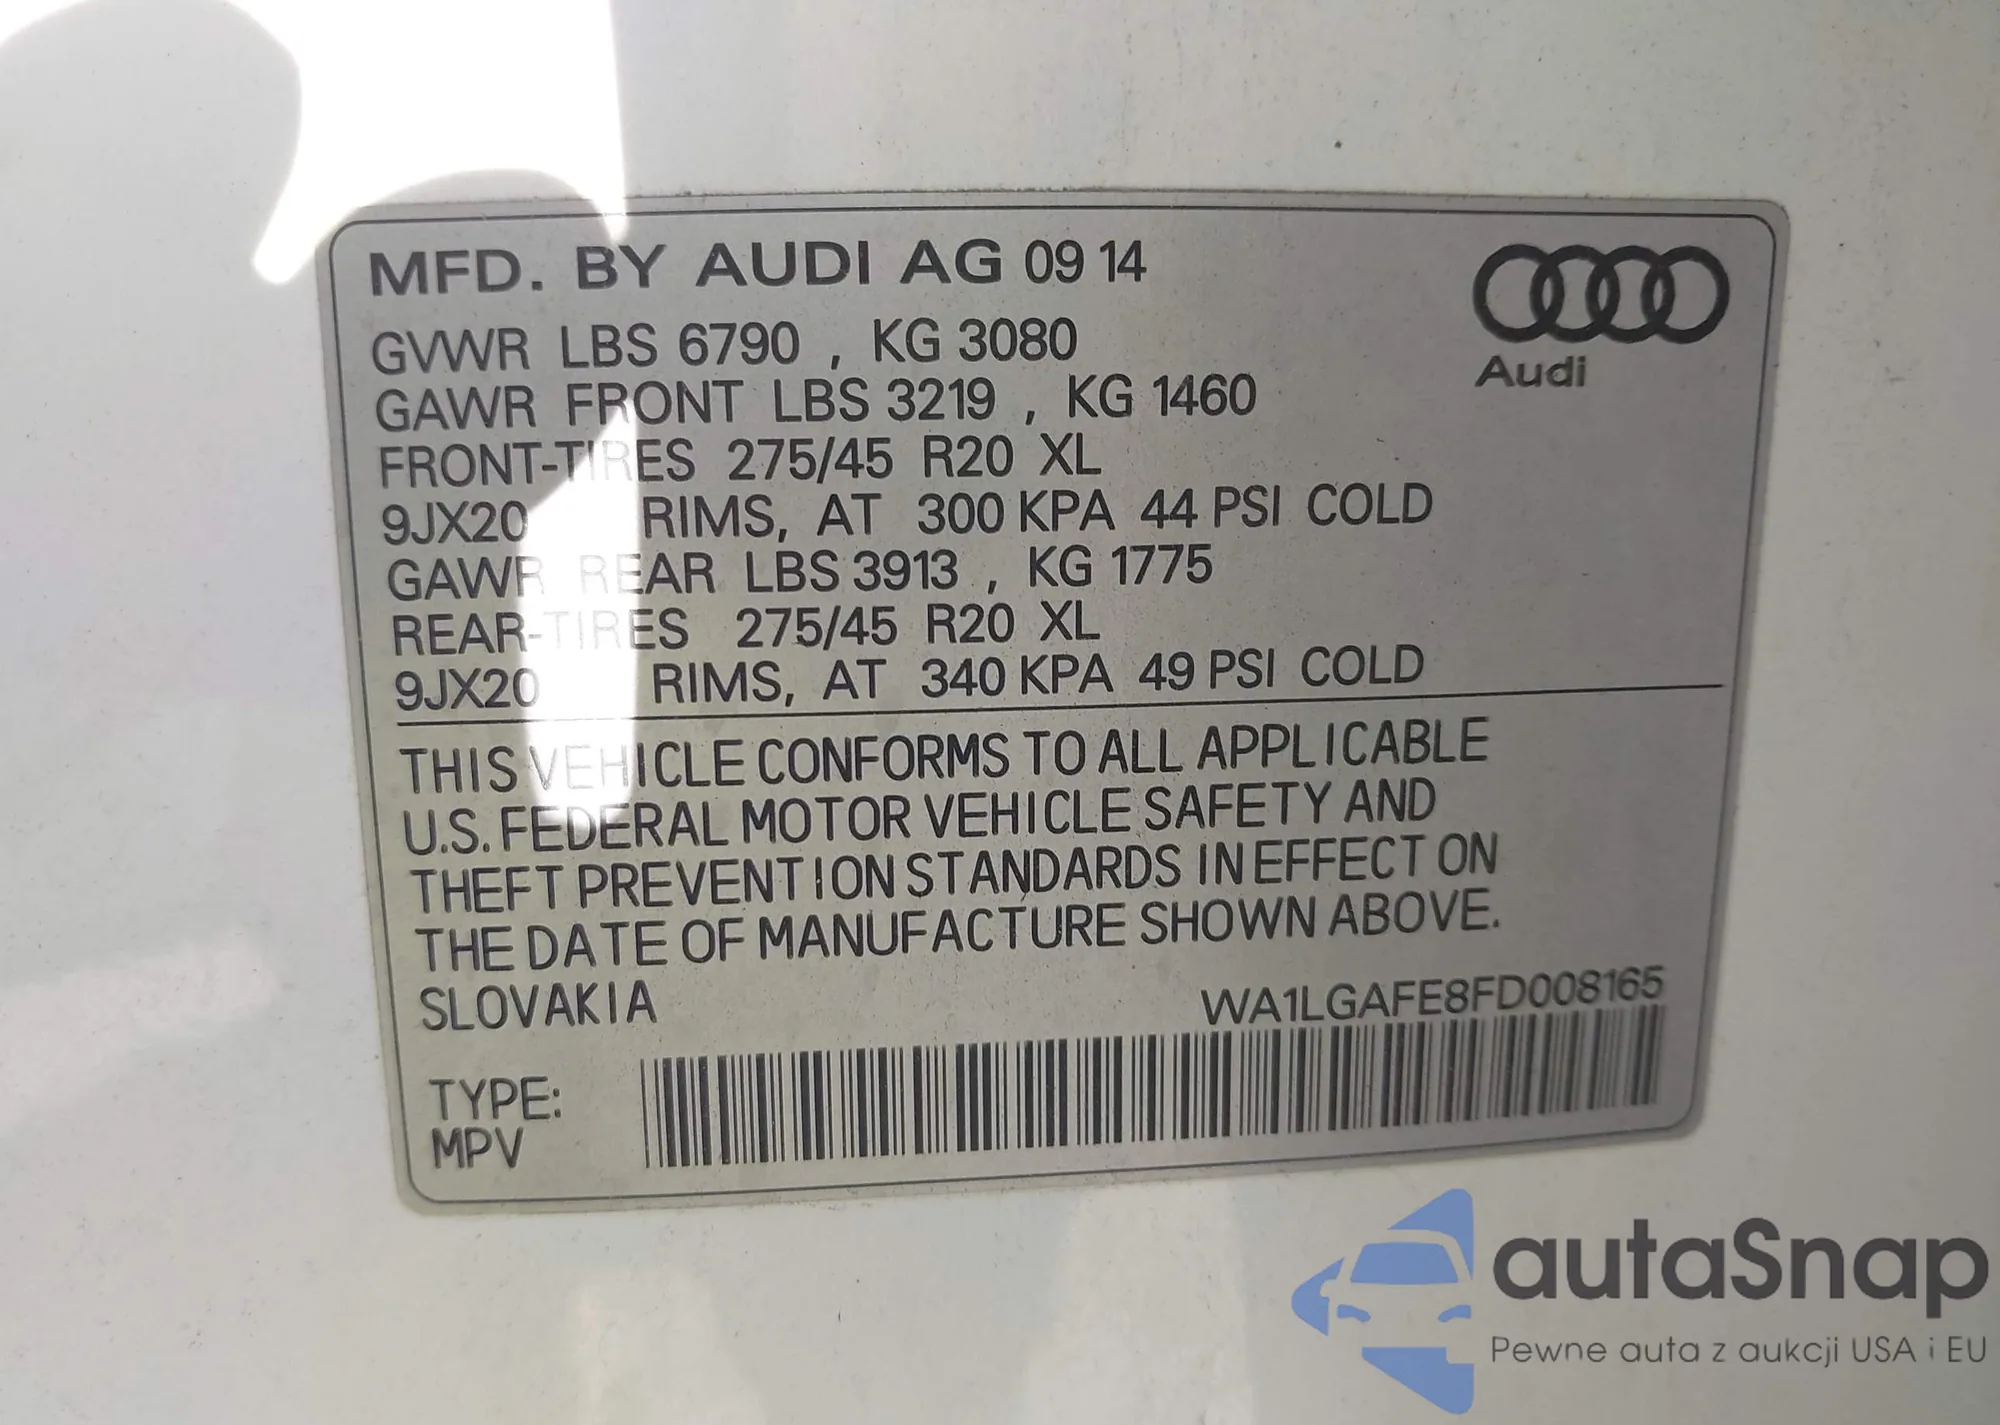 MFD. BY AUDI AG 09 14
GVWR LBS 6790 , KG 3080
GAWR FRONT LBS 3219 , KG 1460
FRONT-TIRES 275/45 R20 XL
9JX20 RIMS, AT 300 KPA 44 PSI COLD
GAWR REAR LBS 3913 , KG 1775
REAR-TIRES 275/45 R20 XL
9JX20 RIMS, AT 340 KPA 49 PSI COLD
Audi
THIS VEHICLE CONFORMS TO ALL APPLICABLE
U.S. FEDERAL MOTOR VEHICLE SAFETY AND
THEFT PREVENTION STANDARDS IN EFFECT ON
THE DATE OF MANUFACTURE SHOWN ABOVE.
SLOVAKIA WA1LGAFE8FD008165
TYPE:
MPV
autaSnap
Pewne auta z aukcji USA i EU